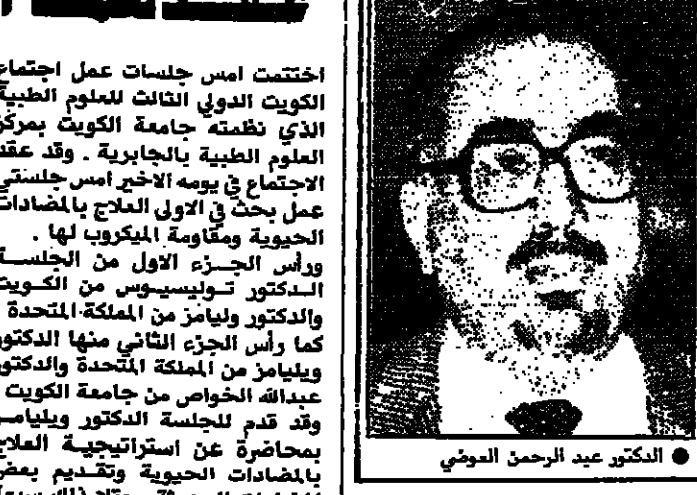 اختتمت امس جلسات عمل اجتماع
الكويت الدولي الثالث للعلوم الطبية
الذي نظمته جامعة الكويت بمركز
العلوم الطبية بالجابرية . وقد عقد
الاجتماع في يومه الاخير امس جلستي
عمل بحث في الاولى العلاج بالمضادات
الحيوية ومقاومة الميكروب لها .
ورأس الجزء الاول من الجلسة
الدكتور توليسيوس من الكويت
والدكتور وليامز من المملكة المتحدة
كما رأس الجزء الثاني منها الدكتور
ويليامز من المملكة المتحدة والدكتور
عبدالله الخواص من جامعة الكويت
وقد قدم للجلسة الدكتور ويليامز
بمحاضرة عن استراتيجية العلاج
بالمضادات الحيوية وتقديم بعض
● الدكتور عبد الرحمن العوضي